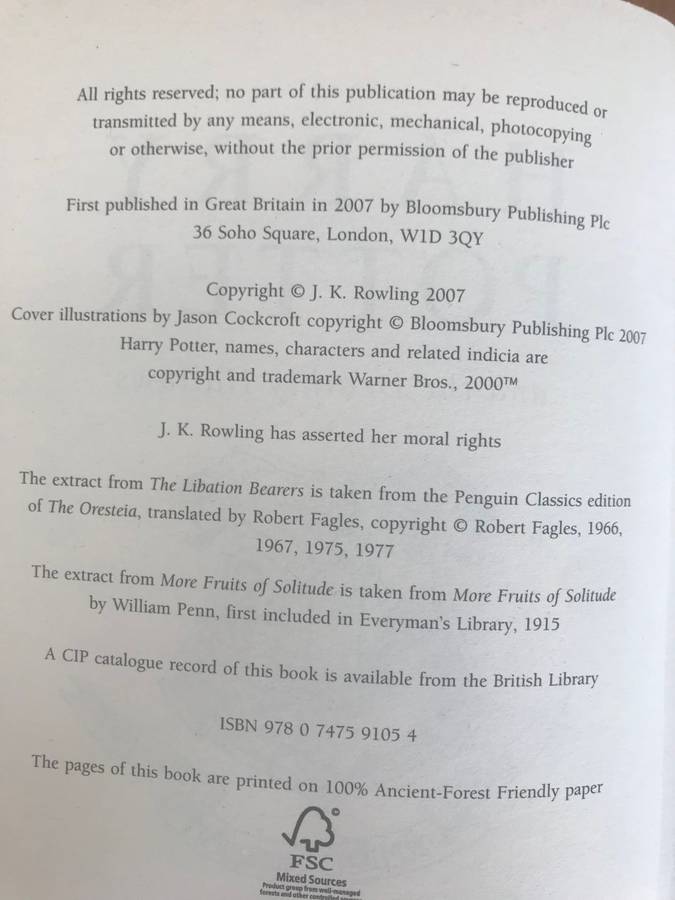 All rights reserved; no part of this publication may be reproduced or
transmitted by any means, electronic, mechanical, photocopying
or otherwise, without the prior permission of the publisher
First published in Great Britain in 2007 by Bloomsbury Publishing Plc
36 Soho Square, London, W1D 3QY
Copyright © J. K. Rowling 2007
Cover illustrations by Jason Cockcroft copyright © Bloomsbury Publishing Plc 2007
Harry Potter, names, characters and related indicia are
copyright and trademark Warner Bros., 2000™
J. K. Rowling has asserted her moral rights
The extract from The Libation Bearers is taken from the Penguin Classics edition
of The Oresteia, translated by Robert Fagles, copyright © Robert Fagles, 1966,
1967, 1975, 1977
The extract from More Fruits of Solitude is taken from More Fruits of Solitude
by William Penn, first included in Everyman's Library, 1915
A CIP catalogue record of this book is available from the British Library
ISBN 978 0 7475 9105 4
The pages of this book are printed on 100% Ancient-Forest Friendly paper
©
FSC
Mixed Sources
Product group from well-managed
forests and other controlled